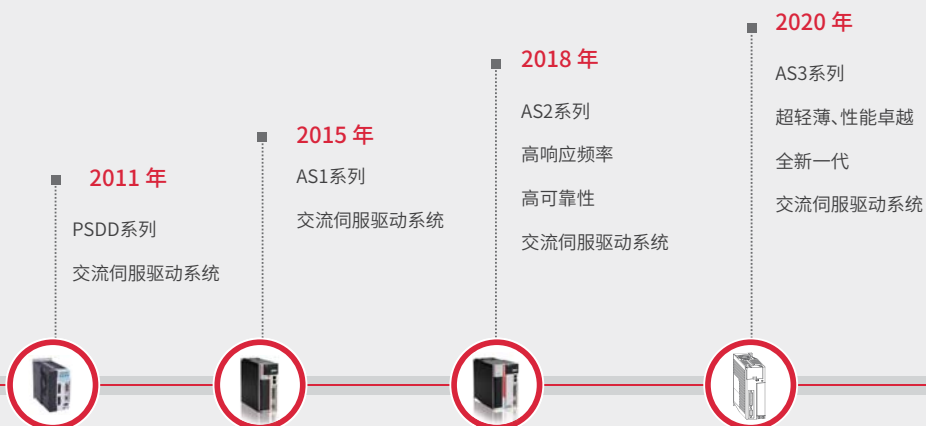 2011 年
PSDD系列
交流伺服驱动系统
2015 年
AS1系列
交流伺服驱动系统
2018 年
AS2系列
高响应频率
高可靠性
交流伺服驱动系统
2020 年
AS3系列
超轻薄、性能卓越
全新一代
交流伺服驱动系统